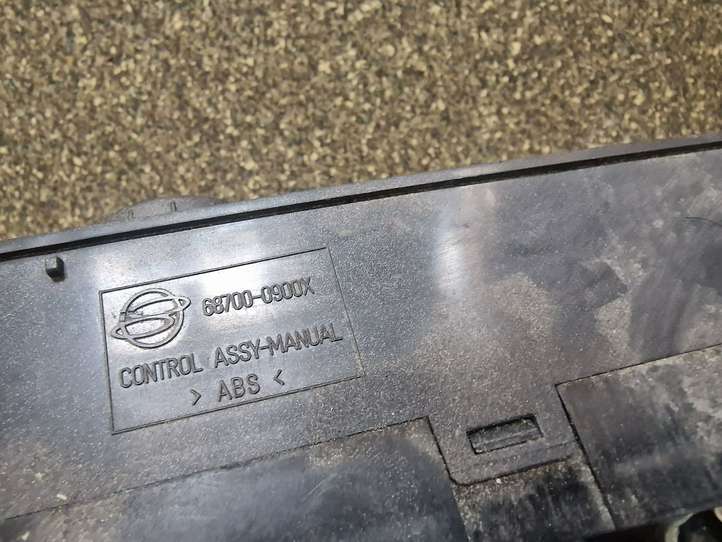 68700-0900X
CONTROL ASSY-MANUAL
> ABS <